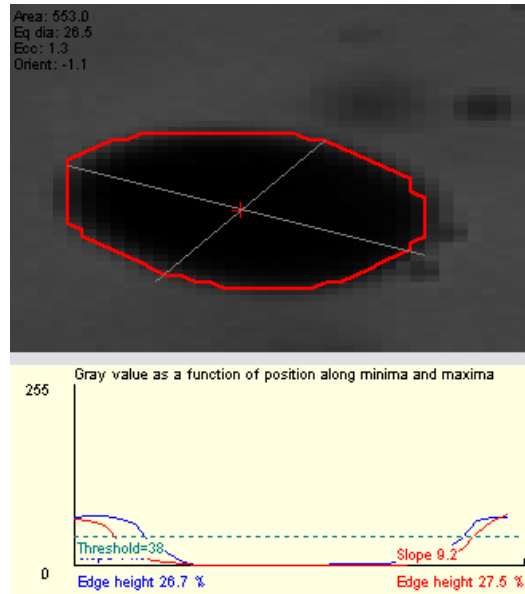 Area: 553.0
Eq dia: 26.5
Ecc: 1.3
Orient: -1.1
Gray value as a function of position along minima and maxima
255
Threshold=38
Slope 9.2
0
Edge height 26.7 %
Edge height 27.5 %